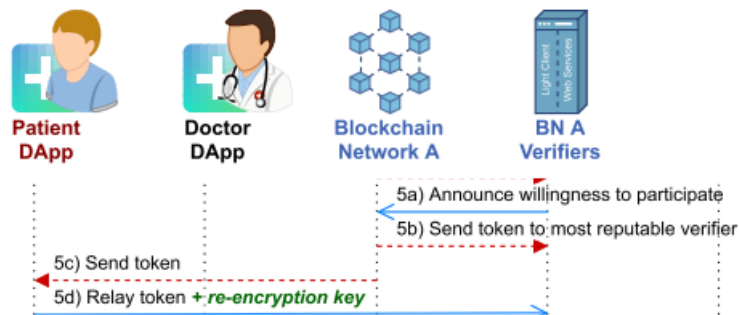 Light Client
Web Services
Patient
DApp
Doctor
DApp
Blockchain
Network A
BN A
Verifiers
5a) Announce willingness to participate
5b) Send token to most reputable verifier
5c) Send token
5d) Relay token + re-encryption key